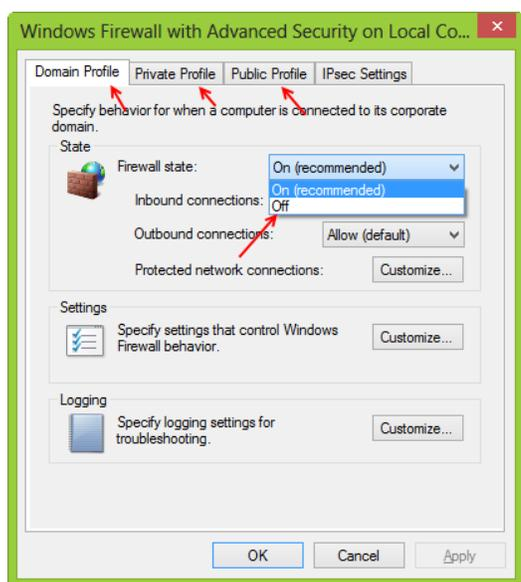 Windows Firewall with Advanced Security on Local Co...
Domain Profile Private Profile Public Profile IPsec Settings
Specify behavior for when a computer is connected to its corporate
domain.
State
Firewall state: On (recommended)
On (recommended)
Inbound connections: Off
Outbound connections: Allow (default)
Protected network connections: Customize...
Settings
Specify settings that control Windows
Firewall behavior. Customize...
Logging
Specify logging settings for
troubleshooting. Customize...
OK Cancel Apply